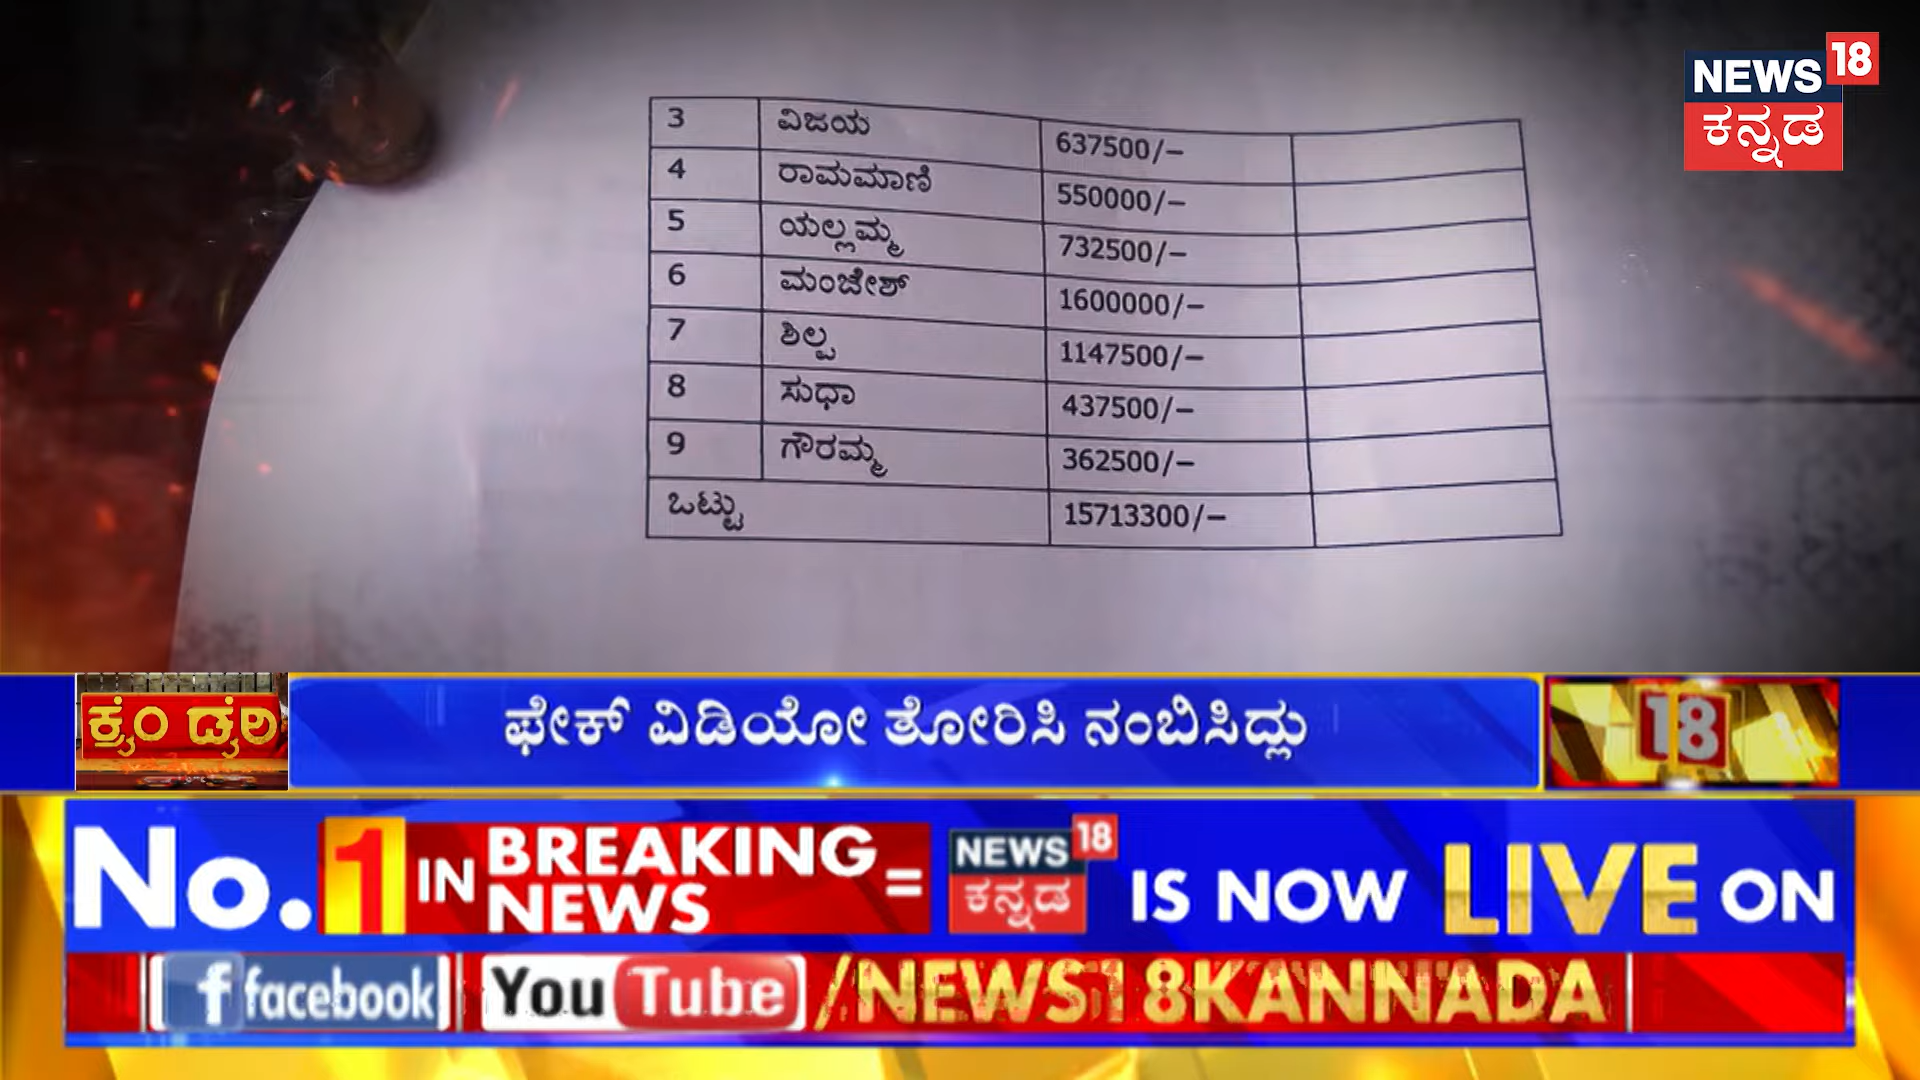 NEWS 18
ಕನ್ನಡ
3 ವಿಜಯ 637500/–
4 ರಾಮಮಾಣಿ 550000/–
5 ಯಲ್ಲಮ್ಮ 732500/–
6 ಮಂಜೇಶ್ 1600000/–
7 ಶಿಲ್ಪ 1147500/–
8 ಸುಧಾ 437500/–
9 ಗೌರಮ್ಮ 362500/–
ಒಟ್ಟು 15713300/–
ಕ್ರೈಂ ಡೈರಿ ಫೇಕ್ ವಿಡಿಯೋ ತೋರಿಸಿ ನಂಬಿಸಿದ್ಲು 18
No. 1 IN BREAKING NEWS = NEWS 18 ಕನ್ನಡ IS NOW LIVE ON
facebook YouTube /NEWS18KANNADA